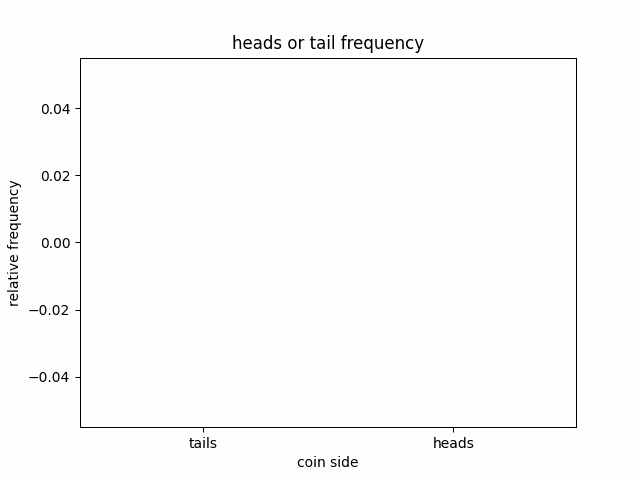 heads or tail frequency
0.04
0.02
0.00
−0.02
−0.04
relative frequency
tails heads
coin side